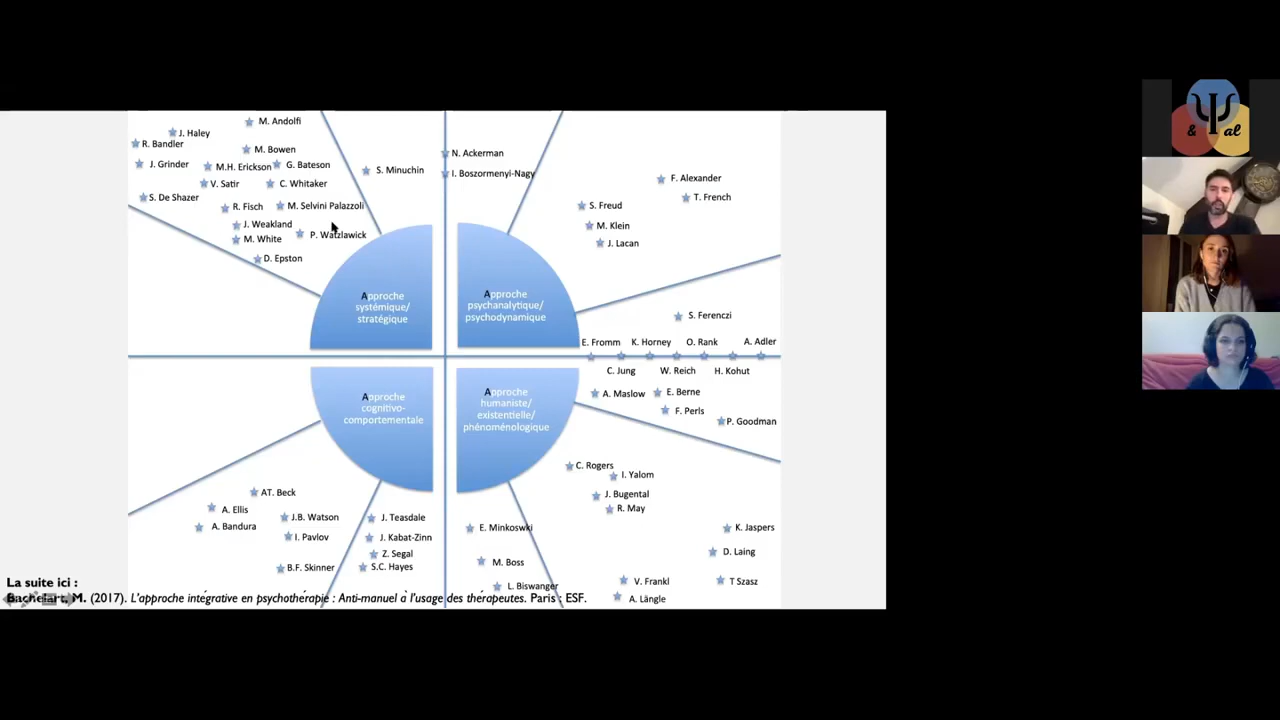 M. Andolfi
J. Haley
R. Bandler
M. Bowen
J. Grinder
M.H. Erickson
G. Bateson
V. Satir
C. Whitaker
S. De Shazer
R. Fisch
M. Selvini Palazzoli
J. Weakland
M. White
P. Watzlawick
D. Epston
S. Minuchin
N. Ackerman
I. Boszormenyi-Nagy
F. Alexander
T. French
S. Freud
M. Klein
J. Lacan
Approche
systémique/
stratégique
Approche
psychanalytique/
psychodynamique
S. Ferenczi
E. Fromm K. Horney O. Rank A. Adler
C. Jung W. Reich H. Kohut
A. Maslow
E. Berne
F. Perls
P. Goodman
Approche
cognitivo-
comportementale
Approche
humaniste/
existentielle/
phénoménologique
C. Rogers
I. Yalom
J. Bugental
R. May
AT. Beck
A. Ellis
A. Bandura
J.B. Watson
I. Pavlov
B.F. Skinner
J. Teasdale
J. Kabat-Zinn
Z. Segal
S.C. Hayes
E. Minkoswki
M. Boss
L. Biswanger
K. Jaspers
D. Laing
V. Frankl
T Szasz
A. Längle
La suite ici :
Bachelart, M. (2017). L'approche intégrative en psychothérapie : Anti-manuel à l'usage des thérapeutes. Paris : ESF.
Ψ
& al